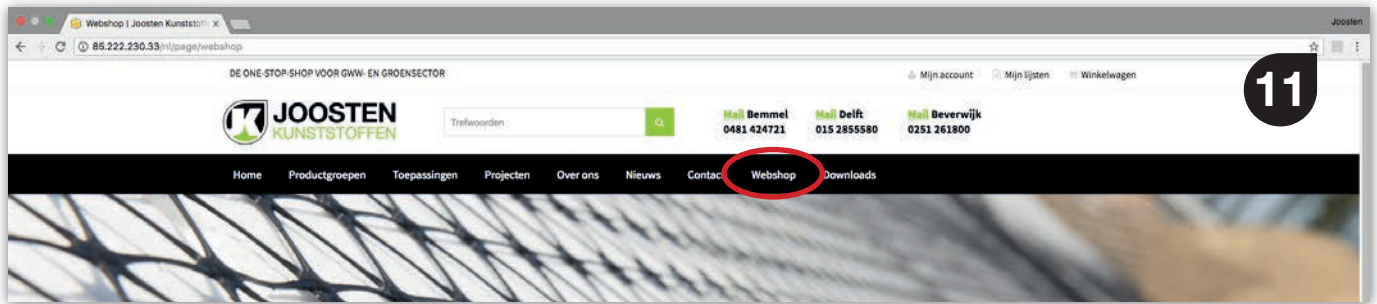 Webshop | Joosten Kunststoff
Joosten
85.222.230.33/nl/page/webshop
DE ONE-STOP-SHOP VOOR GWW- EN GROENSECTOR
Mijn account Mijn lijsten Winkelwagen
11
JOOSTEN
KUNSTSTOFFEN
Trefwoorden
Mail Bemmel Mail Delft Mail Beverwijk
0481 424721 015 2855580 0251 261800
Home Productgroepen Toepassingen Projecten Over ons Nieuws Contact Webshop Downloads